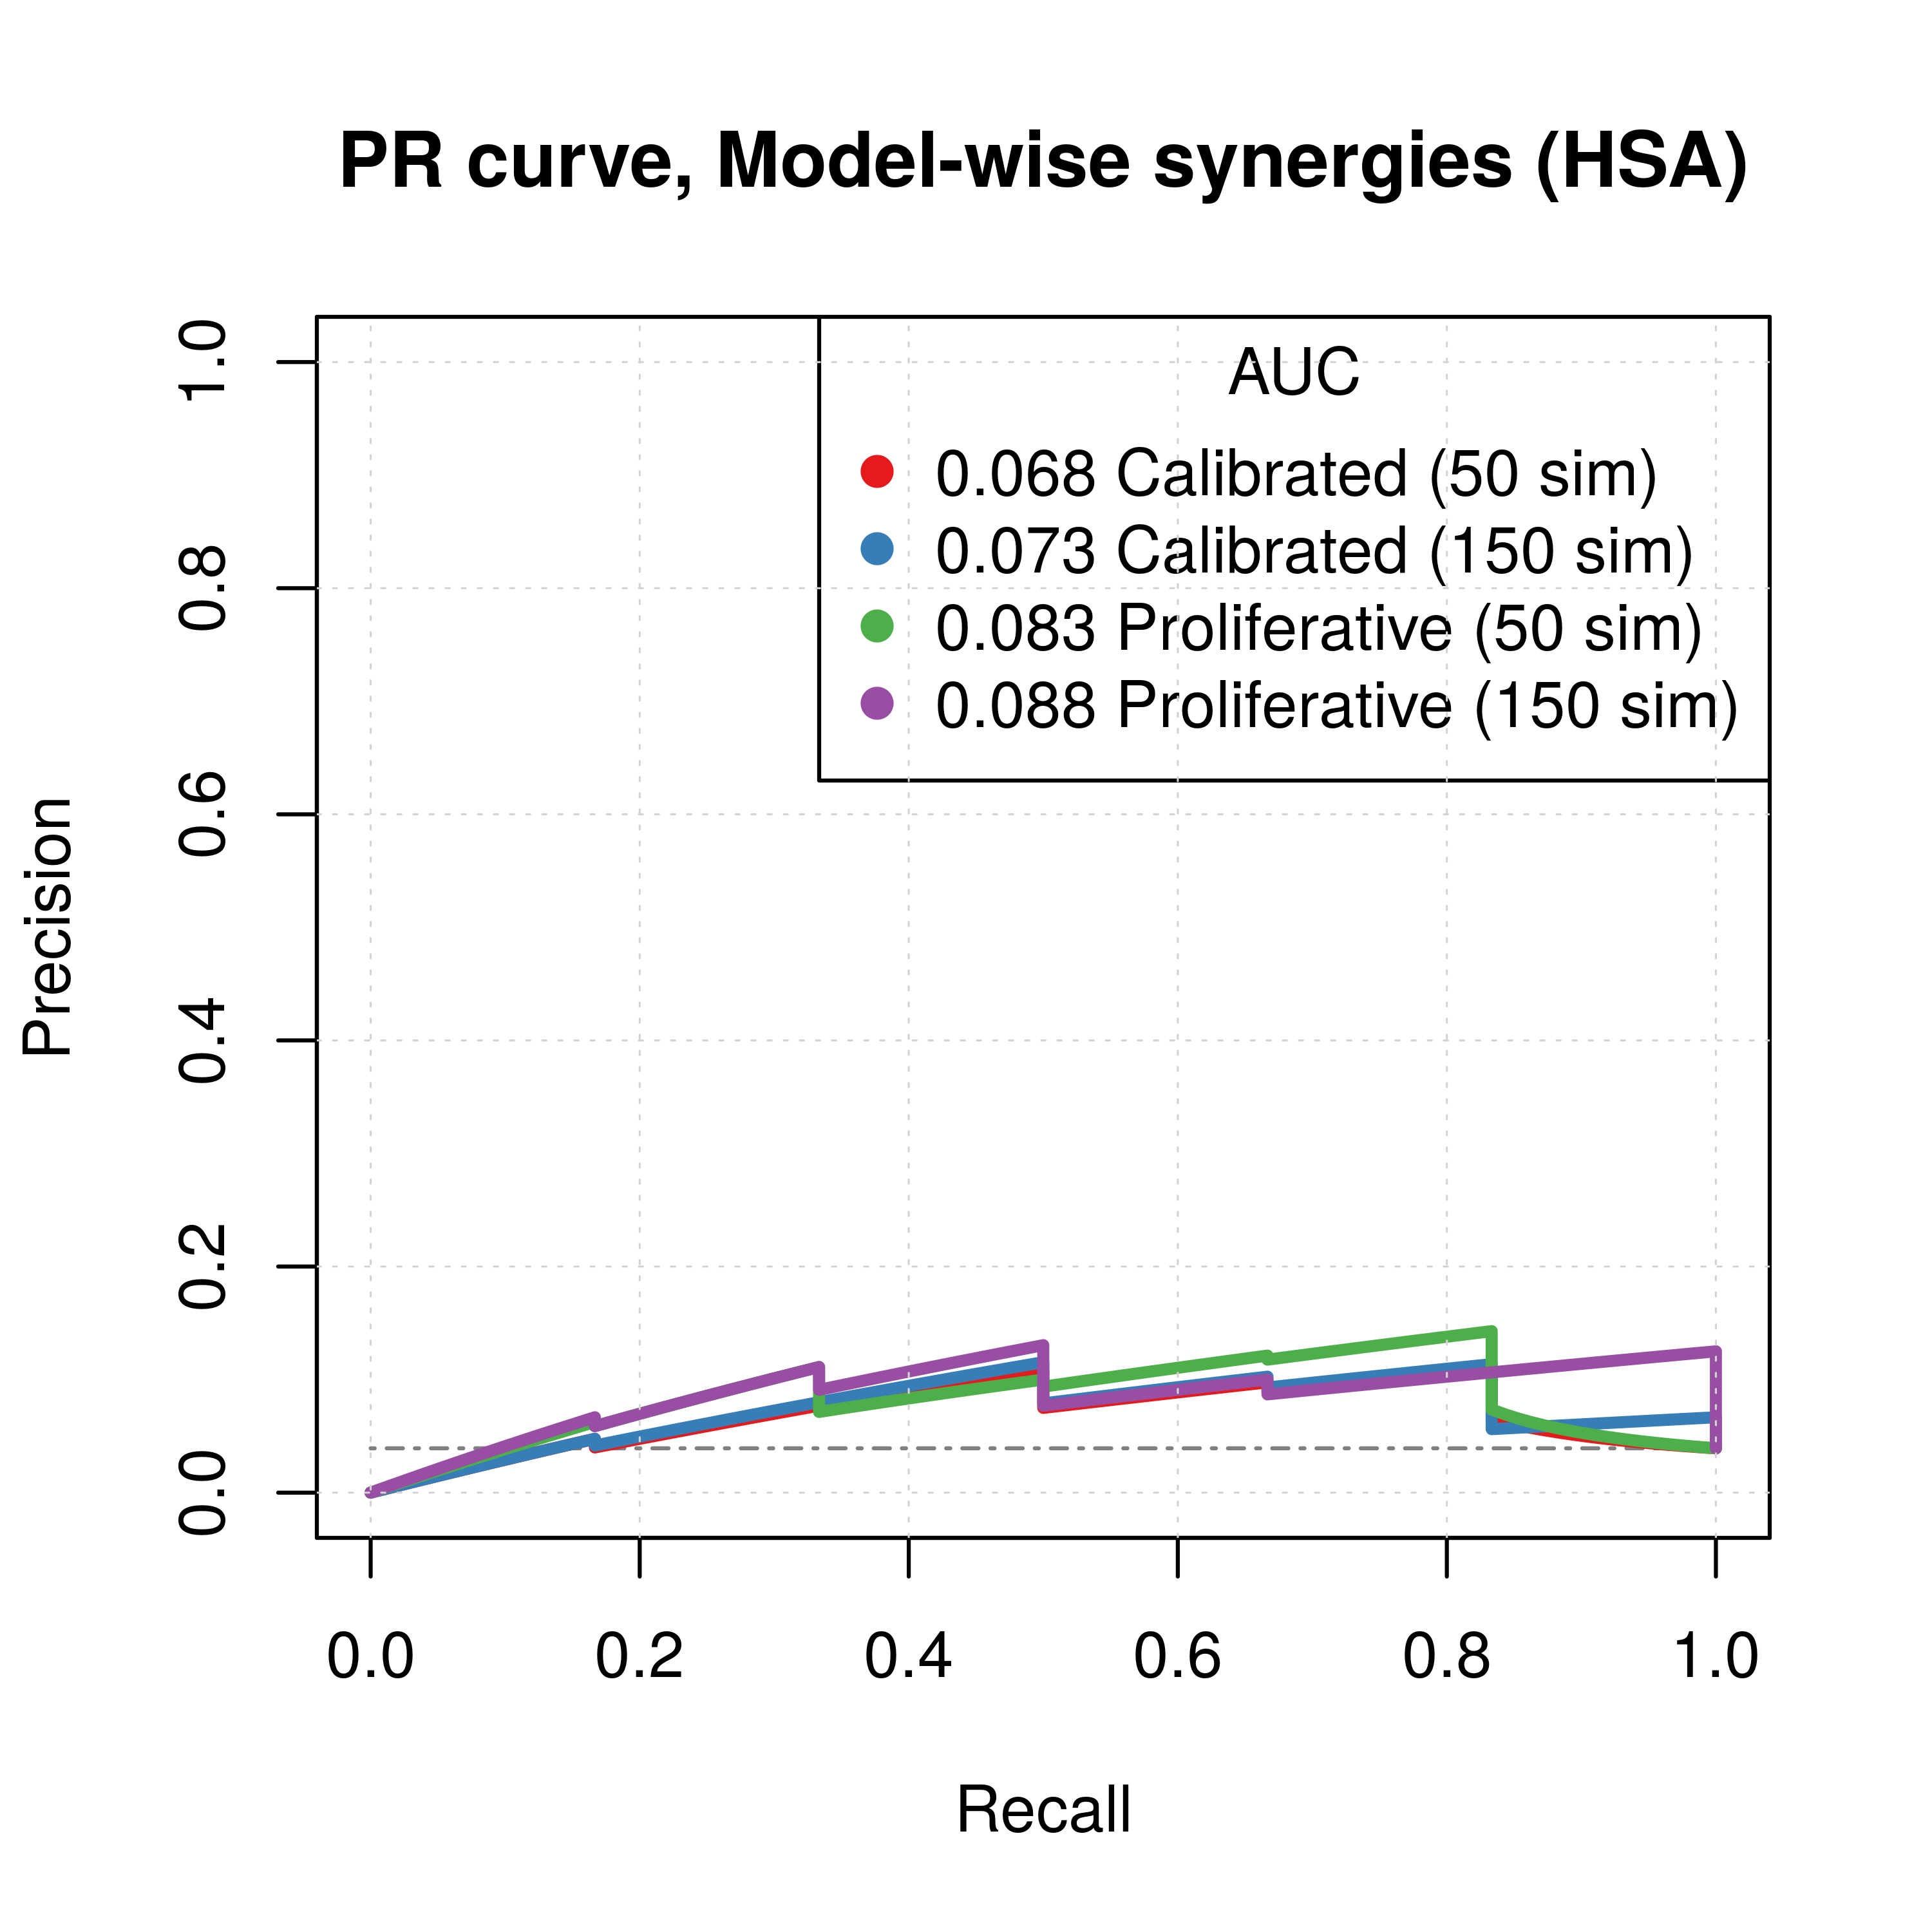 PR curve, Model-wise synergies (HSA)
AUC
0.068 Calibrated (50 sim)
0.073 Calibrated (150 sim)
0.083 Proliferative (50 sim)
0.088 Proliferative (150 sim)
Precision
1.0
0.8
0.6
0.4
0.2
0.0
0.0 0.2 0.4 0.6 0.8 1.0
Recall